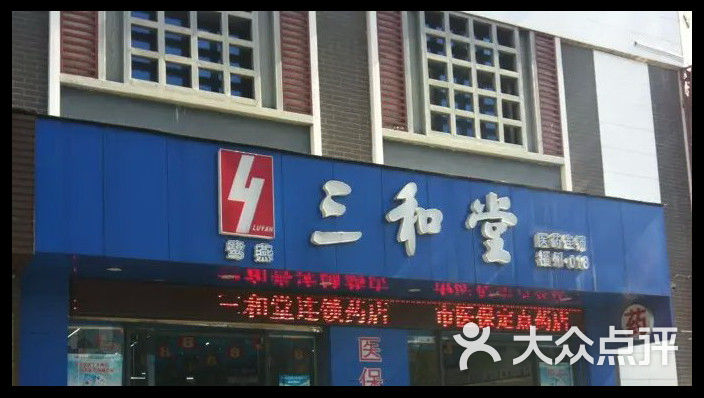 LUYAN
鹭燕
三和堂
医药连锁
福州·018
三和堂连锁药店 市医保定点药店
医保
药
大众点评